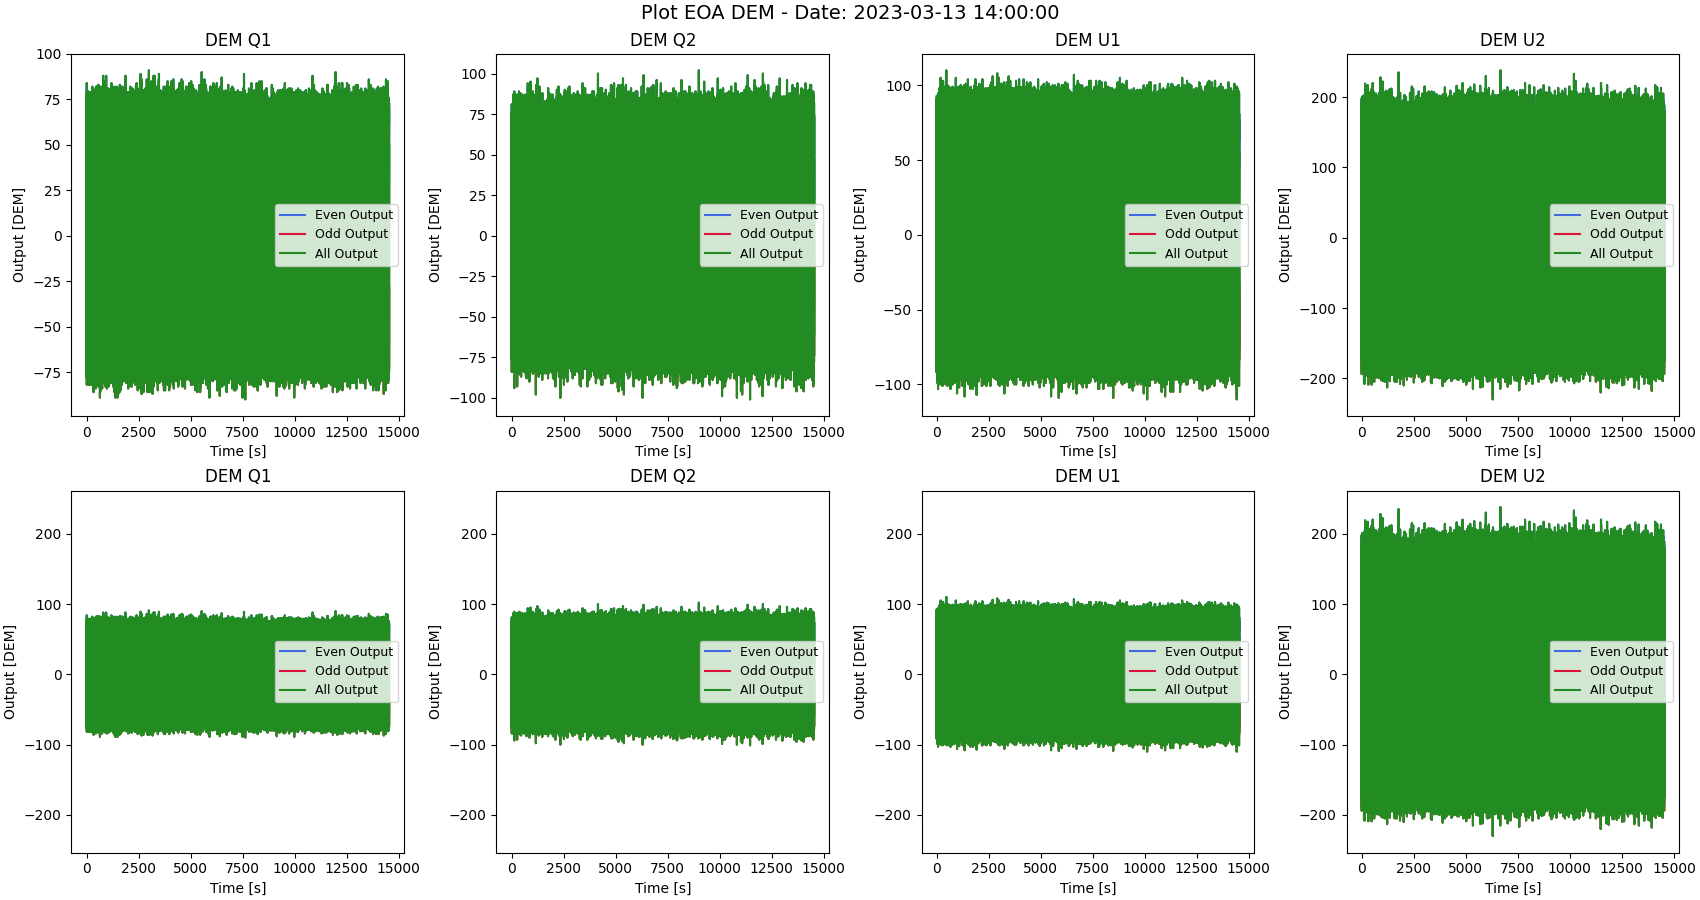 Plot EOA DEM - Date: 2023-03-13 14:00:00
DEM Q1
Output [DEM]
100
75
50
25
0
−25
−50
−75
Even Output
Odd Output
All Output
0 2500 5000 7500 10000 12500 15000
Time [s]
DEM Q2
Output [DEM]
100
75
50
25
0
−25
−50
−75
−100
Even Output
Odd Output
All Output
0 2500 5000 7500 10000 12500 15000
Time [s]
DEM U1
Output [DEM]
100
50
0
−50
−100
Even Output
Odd Output
All Output
0 2500 5000 7500 10000 12500 15000
Time [s]
DEM U2
Output [DEM]
200
100
0
−100
−200
Even Output
Odd Output
All Output
0 2500 5000 7500 10000 12500 15000
Time [s]
DEM Q1
Output [DEM]
200
100
0
−100
−200
Even Output
Odd Output
All Output
0 2500 5000 7500 10000 12500 15000
Time [s]
DEM Q2
Output [DEM]
200
100
0
−100
−200
Even Output
Odd Output
All Output
0 2500 5000 7500 10000 12500 15000
Time [s]
DEM U1
Output [DEM]
200
100
0
−100
−200
Even Output
Odd Output
All Output
0 2500 5000 7500 10000 12500 15000
Time [s]
DEM U2
Output [DEM]
200
100
0
−100
−200
Even Output
Odd Output
All Output
0 2500 5000 7500 10000 12500 15000
Time [s]